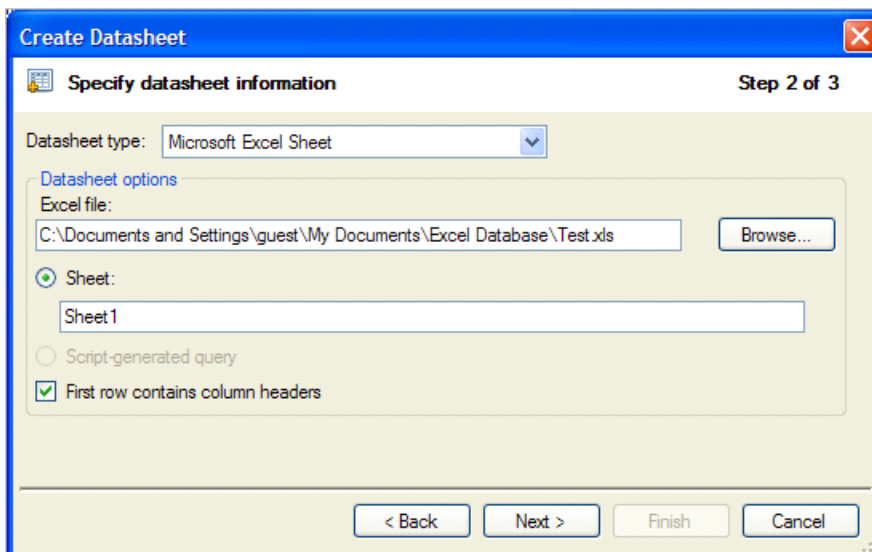 Create Datasheet
Specify datasheet information Step 2 of 3
Datasheet type: Microsoft Excel Sheet
Datasheet options
Excel file:
C:\Documents and Settings\guest\My Documents\Excel Database\Test.xls Browse...
Sheet:
Sheet1
Script-generated query
First row contains column headers
< Back Next > Finish Cancel